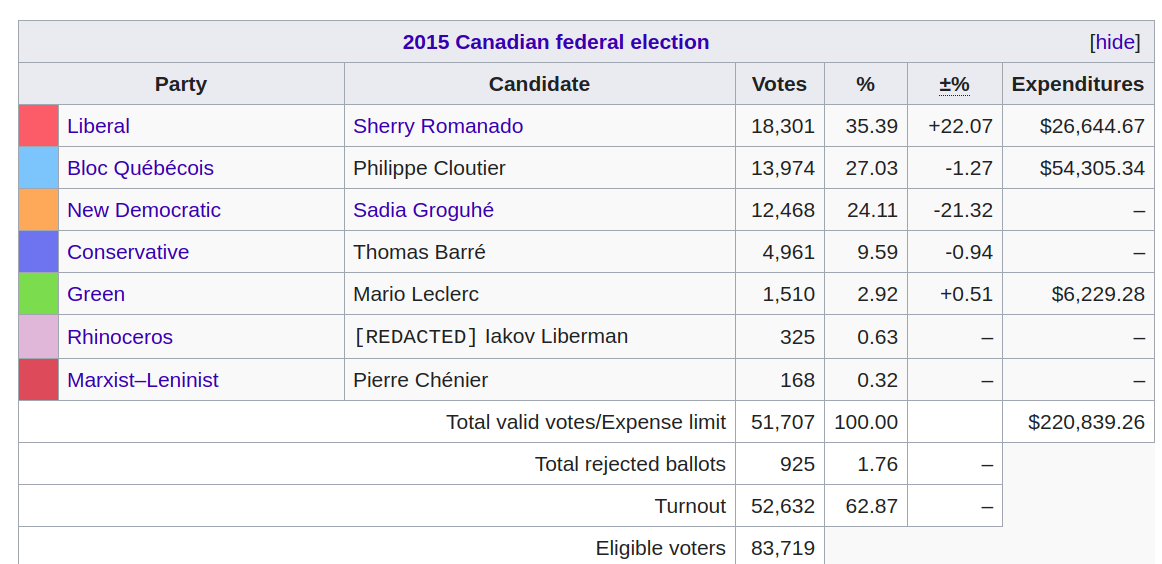 2015 Canadian federal election [hide]
Party Candidate Votes % ±% Expenditures
Liberal Sherry Romanado 18,301 35.39 +22.07 $26,644.67
Bloc Québécois Philippe Cloutier 13,974 27.03 -1.27 $54,305.34
New Democratic Sadia Groguhé 12,468 24.11 -21.32 –
Conservative Thomas Barré 4,961 9.59 -0.94 –
Green Mario Leclerc 1,510 2.92 +0.51 $6,229.28
Rhinoceros [REDACTED] Iakov Liberman 325 0.63 – –
Marxist–Leninist Pierre Chénier 168 0.32 – –
Total valid votes/Expense limit 51,707 100.00 $220,839.26
Total rejected ballots 925 1.76 –
Turnout 52,632 62.87 –
Eligible voters 83,719